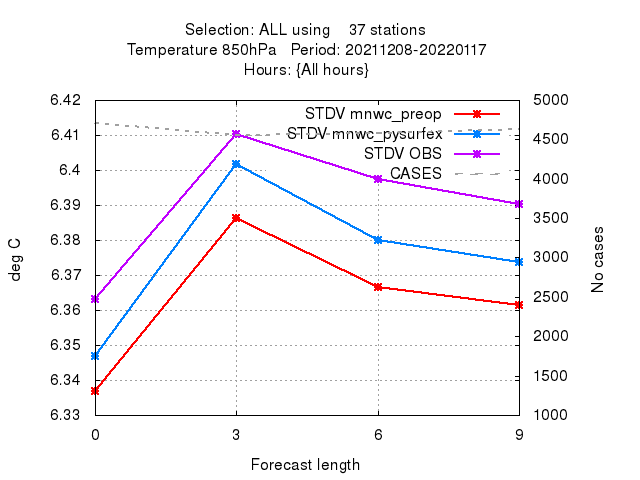 Selection: ALL using 37 stations
Temperature 850hPa Period: 20211208-20220117
Hours: {All hours}
6.42
6.41
6.4
6.39
6.38
6.37
6.36
6.35
6.34
6.33
deg C
STDV mnwc_preop
STDV mnwc_pysurfex
STDV OBS
CASES
5000
4500
4000
3500
3000
2500
2000
1500
1000
No cases
0 3 6 9
Forecast length